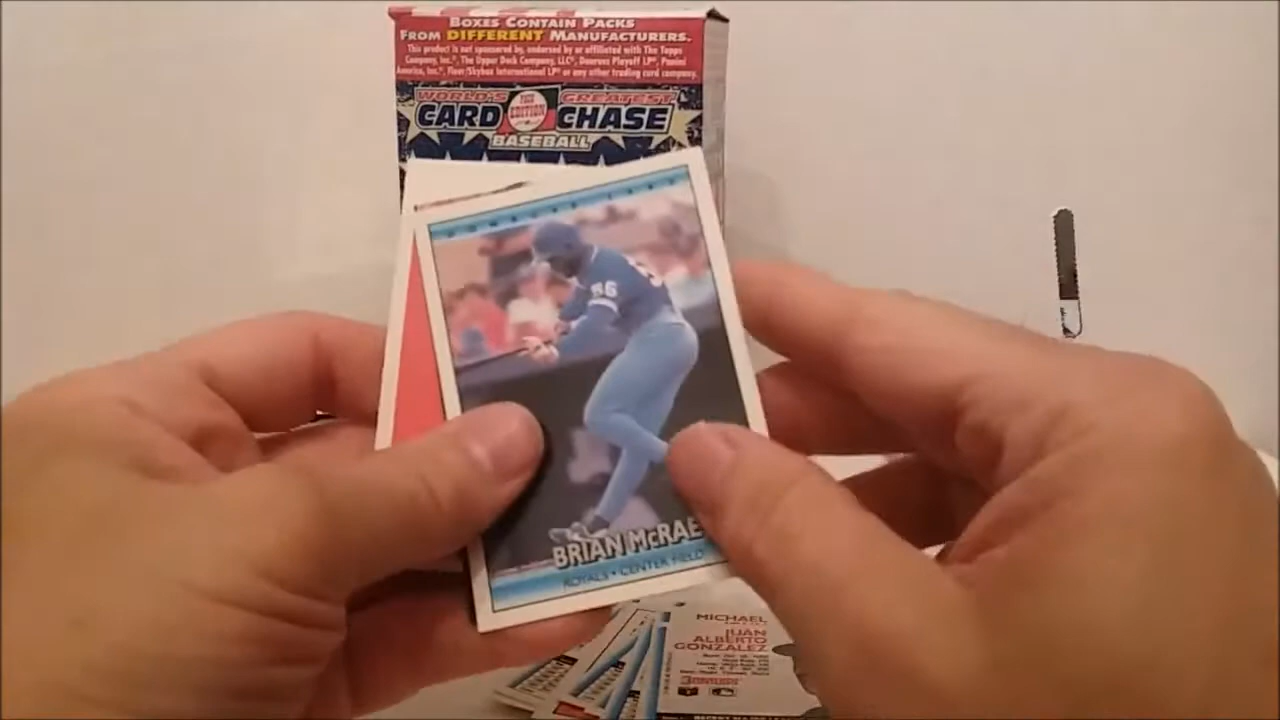 BOXES CONTAIN PACKS
FROM DIFFERENT MANUFACTURERS.
This product is not sponsored by, endorsed by or affiliated with The Topps
Company, Inc.®, The Upper Deck Company, LLC®, Donruss Playoff LP®, Panini
America, Inc.®, Fleer/Skybox International LP® or any other trading card company.
WORLD'S GREATEST
CARD CHASE
EDITION
BASEBALL
86
BRIAN McRAE
ROYALS • CENTER FIELD
MICHAEL
JUAN
ALBERTO
GONZALEZ